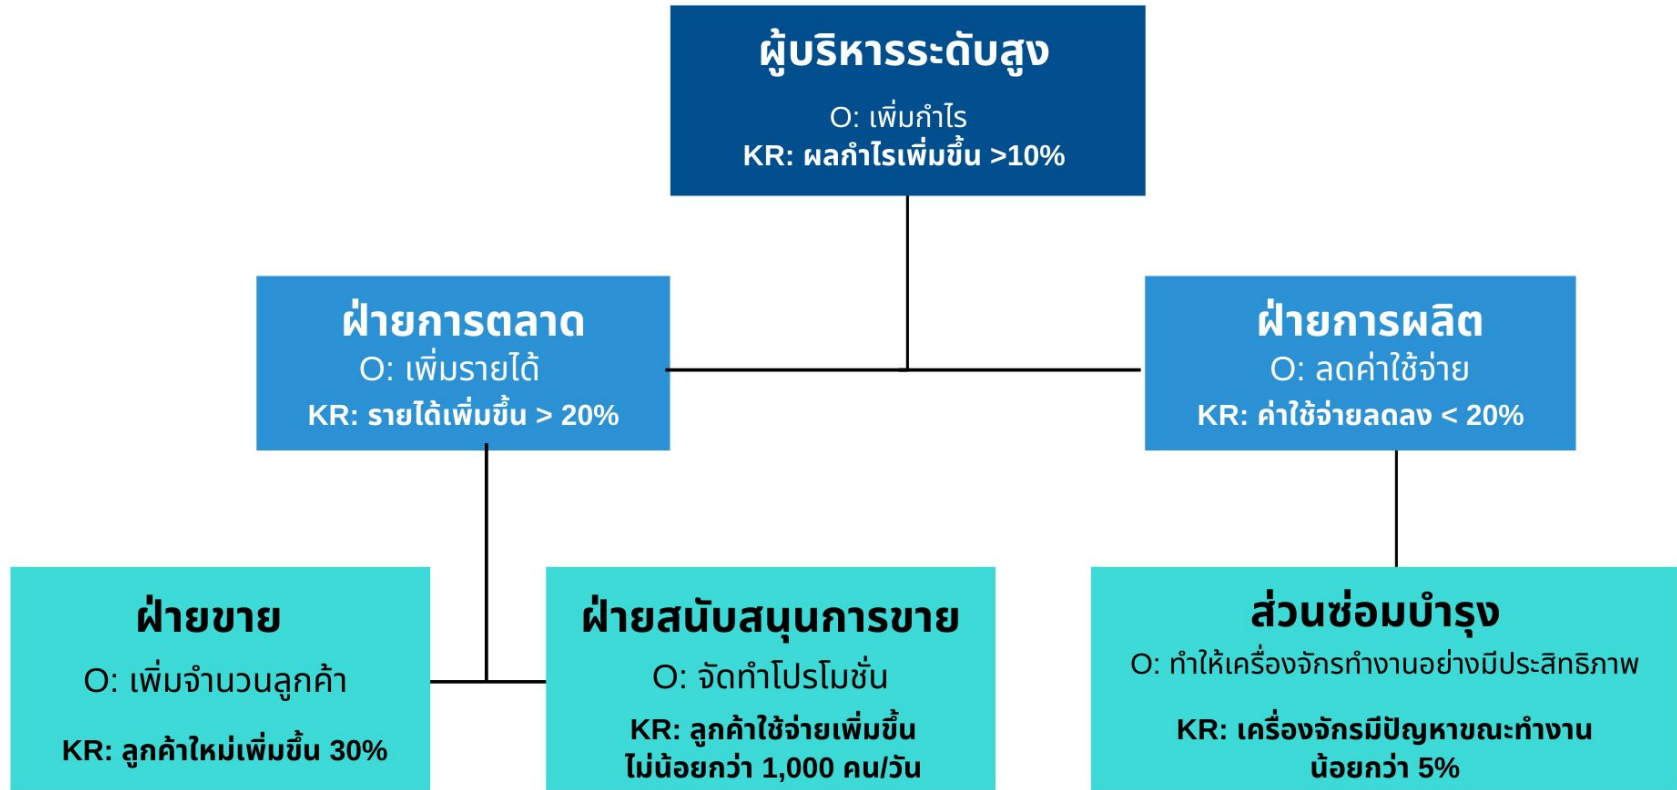 ผู้บริหารระดับสูง
O: เพิ่มกำไร
KR: ผลกำไรเพิ่มขึ้น >10%
ฝ่ายการตลาด
O: เพิ่มรายได้
KR: รายได้เพิ่มขึ้น > 20%
ฝ่ายการผลิต
O: ลดค่าใช้จ่าย
KR: ค่าใช้จ่ายลดลง < 20%
ฝ่ายขาย
O: เพิ่มจำนวนลูกค้า
KR: ลูกค้าใหม่เพิ่มขึ้น 30%
ฝ่ายสนับสนุนการขาย
O: จัดทำโปรโมชั่น
KR: ลูกค้าใช้จ่ายเพิ่มขึ้น
ไม่น้อยกว่า 1,000 คน/วัน
ส่วนซ่อมบำรุง
O: ทำให้เครื่องจักรทำงานอย่างมีประสิทธิภาพ
KR: เครื่องจักรมีปัญหาขณะทำงาน
น้อยกว่า 5%